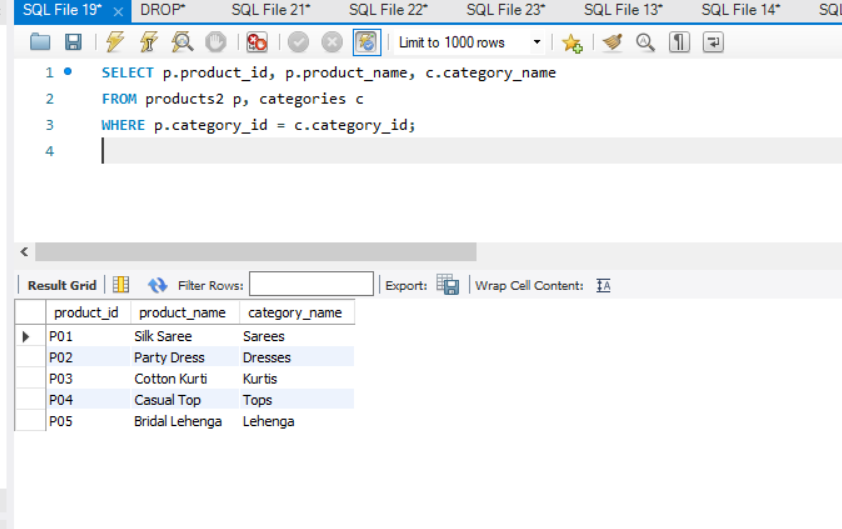 SQL File 19* × DROP* SQL File 21* SQL File 22* SQL File 23* SQL File 13* SQL File 14* SQL
Limit to 1000 rows
1 SELECT p.product_id, p.product_name, c.category_name
2 FROM products2 p, categories c
3 WHERE p.category_id = c.category_id;
4
Result Grid Filter Rows: Export: Wrap Cell Content: IA
product_id product_name category_name
P01 Silk Saree Sarees
P02 Party Dress Dresses
P03 Cotton Kurti Kurtis
P04 Casual Top Tops
P05 Bridal Lehenga Lehenga